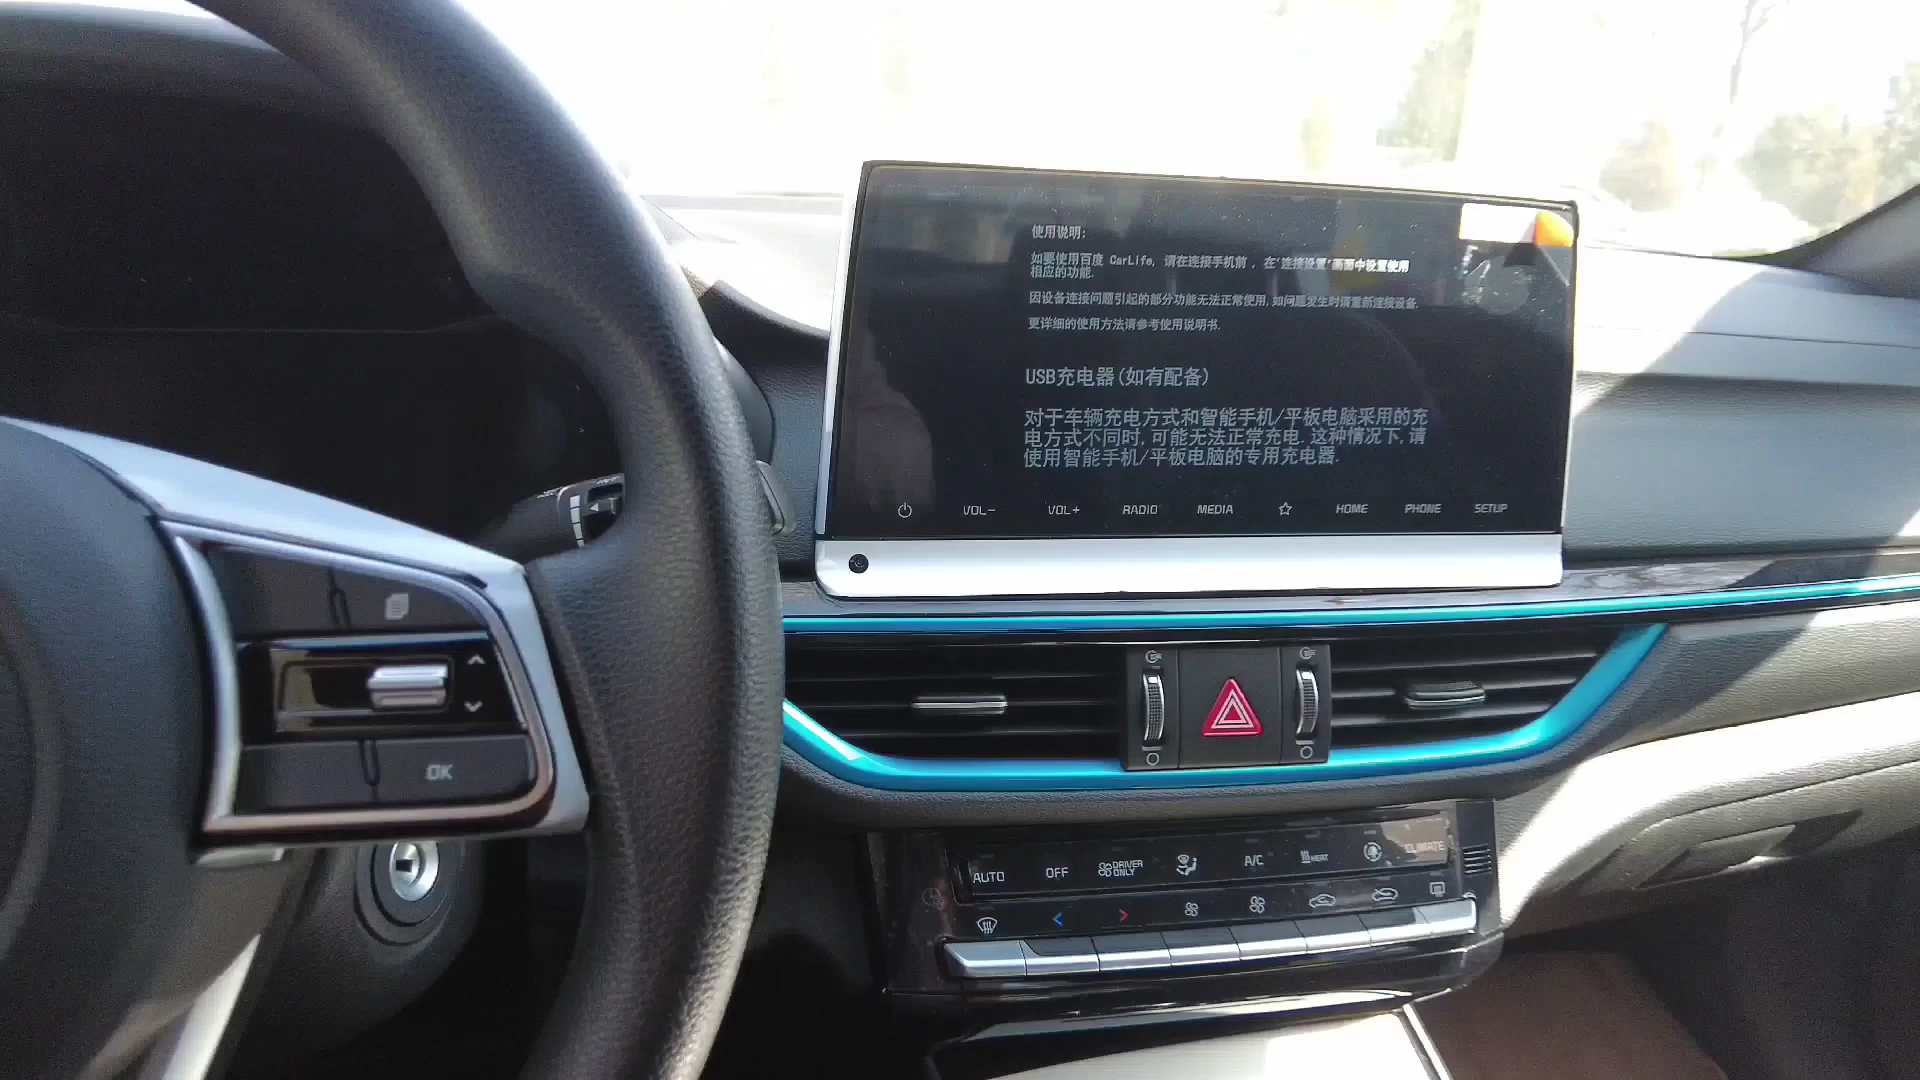 使用说明:
如要使用百度 CarLife, 请在连接手机前, 在'连接设置'画面中设置使用
相应的功能.
因设备连接问题引起的部分功能无法正常使用, 如问题发生时请重新连接设备.
更详细的使用方法请参考使用说明书.
USB充电器(如有配备)
对于车辆充电方式和智能手机/平板电脑采用的充
电方式不同时, 可能无法正常充电. 这种情况下, 请
使用智能手机/平板电脑的专用充电器.
VOL- VOL+ RADIO MEDIA HOME PHONE SETUP
OK
AUTO OFF DRIVER ONLY A/C HEAT CLIMATE